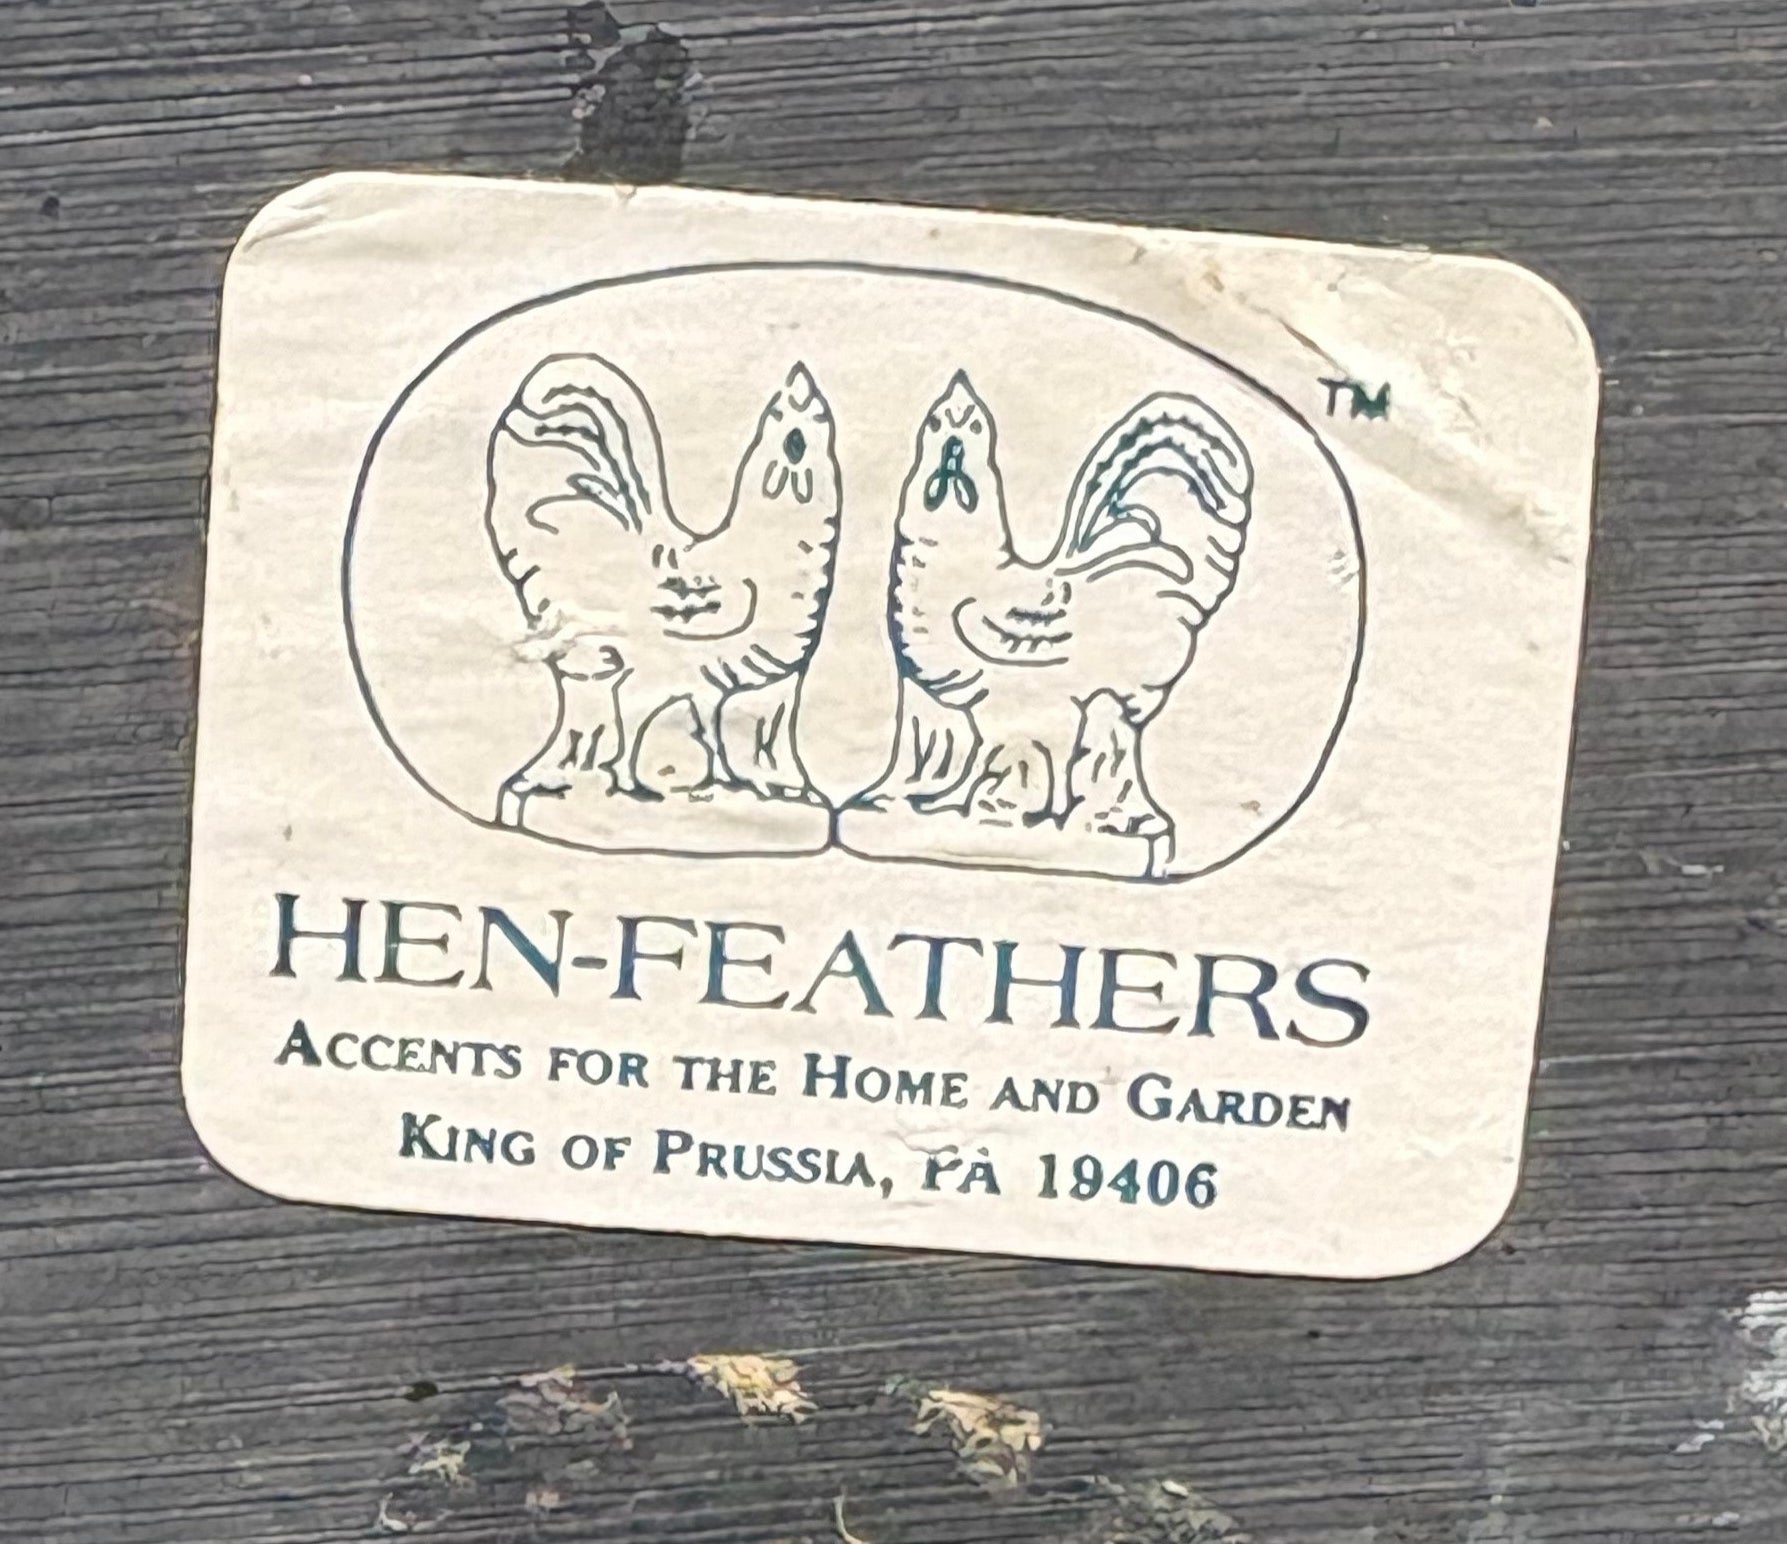 TM
HEN-FEATHERS
ACCENTS FOR THE HOME AND GARDEN
KING OF PRUSSIA, PA 19406